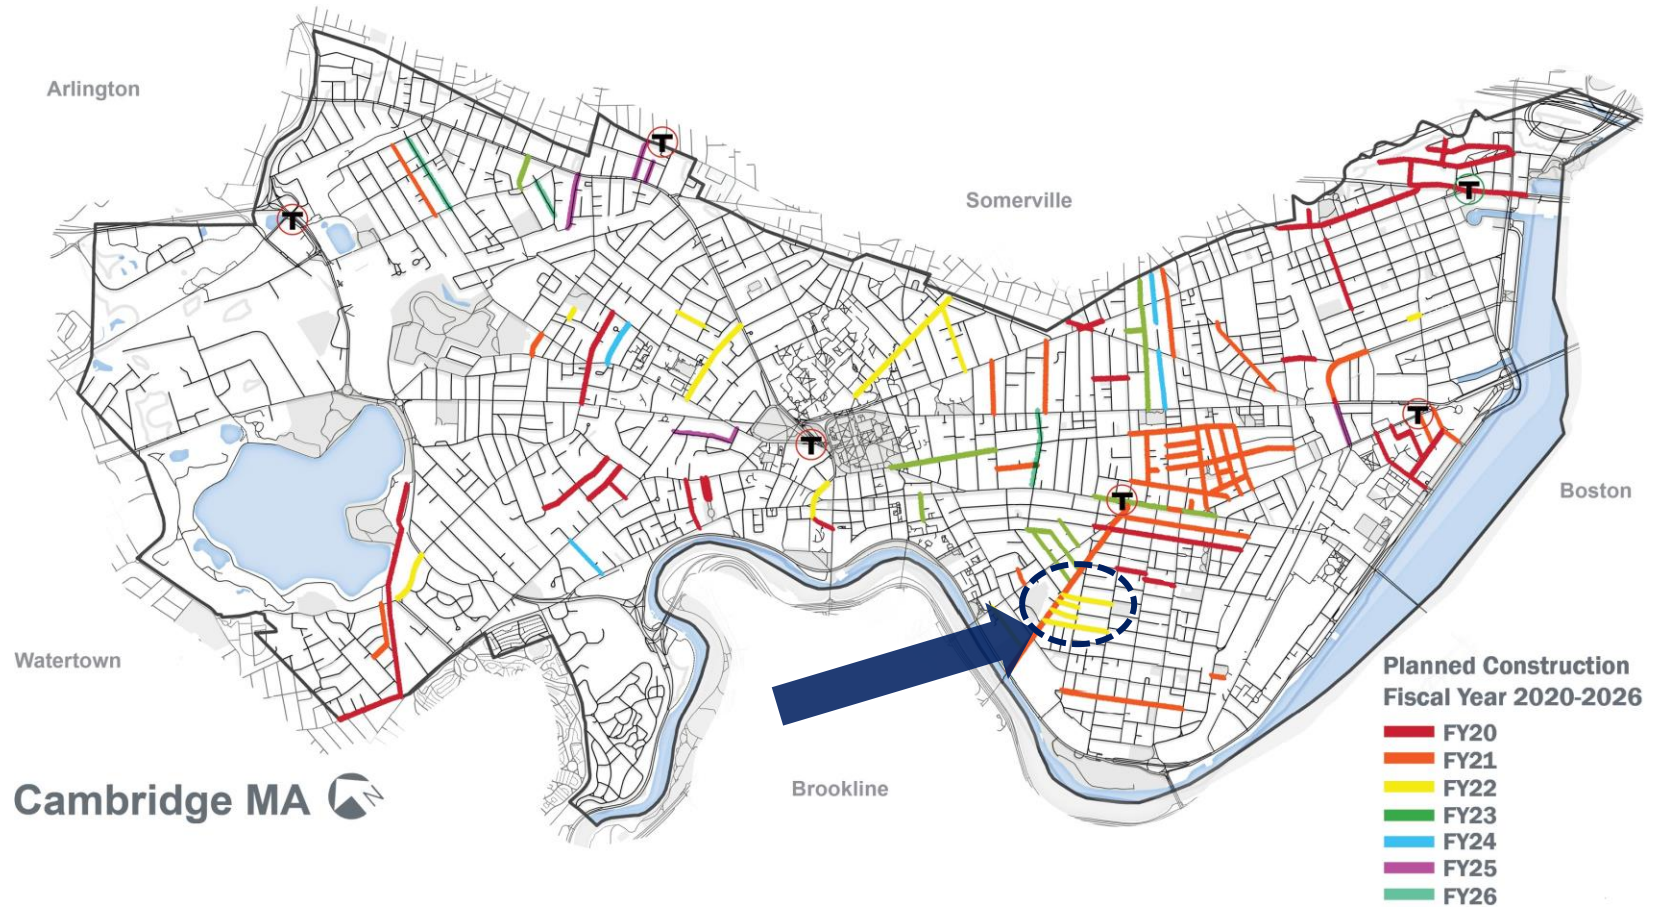 Arlington
Somerville
Boston
Watertown
Brookline
Cambridge MA
N
T
T
T
T
T
T
Planned Construction
Fiscal Year 2020-2026
FY20
FY21
FY22
FY23
FY24
FY25
FY26